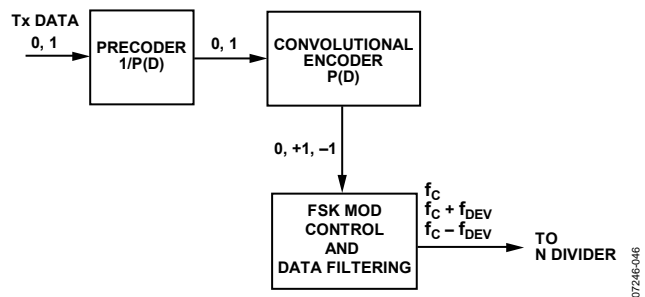 Tx DATA
0, 1
PRECODER
1/P(D)
0, 1
CONVOLUTIONAL
ENCODER
P(D)
0, +1, –1
FSK MOD
CONTROL
AND
DATA FILTERING
fC
fC + fDEV
fC – fDEV
TO
N DIVIDER
07246-046